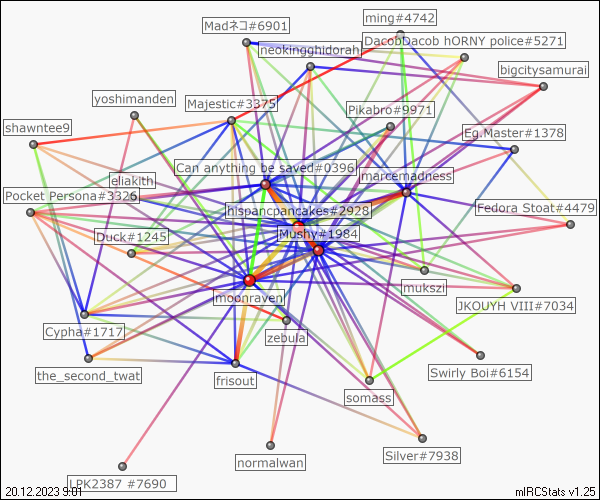 Madネコ#6901
ming#4742
neokingghidorah
DacobDacob hORNY police#5271
bigcitysamurai
yoshimanden
Majestic#3375
Pikabro#9971
shawntee9
Eg.Master#1378
Can anything be saved#0396
marcemadness
eliakith
Pocket Persona#3326
hispancpancakes#2928
Fedora Stoat#4479
Duck#1245
Mushy#1984
mukszi
moonraven
JKOUYH VIII#7034
Cypha#1717
zebula
the_second_twat
frisout
Swirly Boi#6154
somass
Silver#7938
normalwan
LPK2387 #7690
20.12.2023 9:01
mIRCStats v1.25